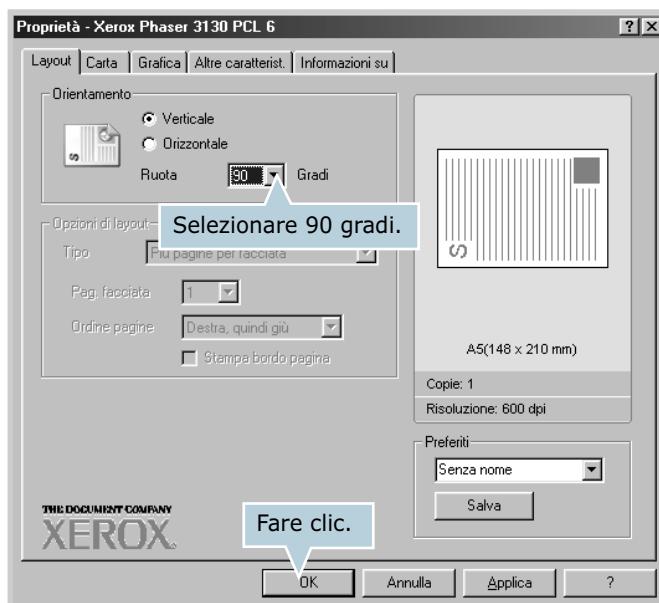 Proprietà - Xerox Phaser 3130 PCL 6
Layout Carta Grafica Altre caratterist. Informazioni su
Orientamento
Verticale
Orizzontale
Ruota 90 Gradi
Selezionare 90 gradi.
Opzioni di layout
Tipo Più pagine per facciata
Pag. facciata 1
Ordine pagine Destra, quindi giù
Stampa bordo pagina
S
S
A5(148 x 210 mm)
Copie: 1
Risoluzione: 600 dpi
Preferiti
Senza nome
Salva
THE DOCUMENT COMPANY
XEROX
Fare clic.
OK Annulla Applica ?